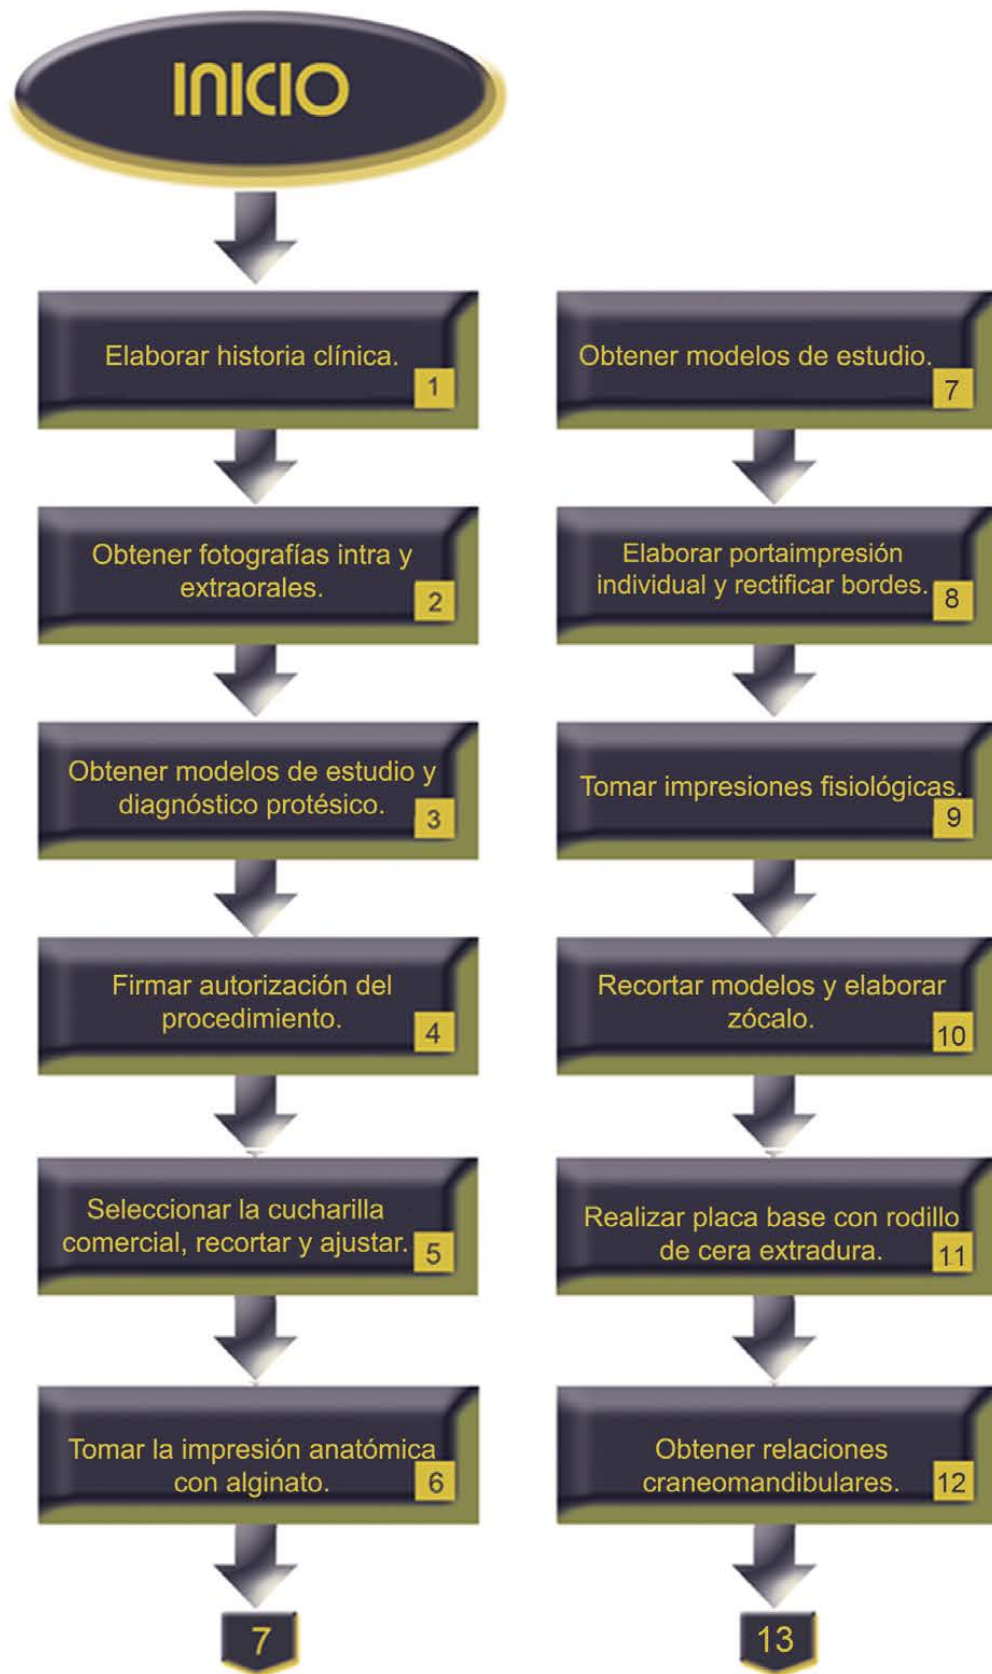 INICIO
Elaborar historia clínica.
1
Obtener fotografías intra y
extraorales.
2
Obtener modelos de estudio y
diagnóstico protésico.
3
Firmar autorización del
procedimiento.
4
Seleccionar la cucharilla
comercial, recortar y ajustar.
5
Tomar la impresión anatómica
con alginato.
6
7
Obtener modelos de estudio.
7
Elaborar portaimpresión
individual y rectificar bordes.
8
Tomar impresiones fisiológicas.
9
Recortar modelos y elaborar
zócalo.
10
Realizar placa base con rodillo
de cera extradura.
11
Obtener relaciones
craneomandibulares.
12
13